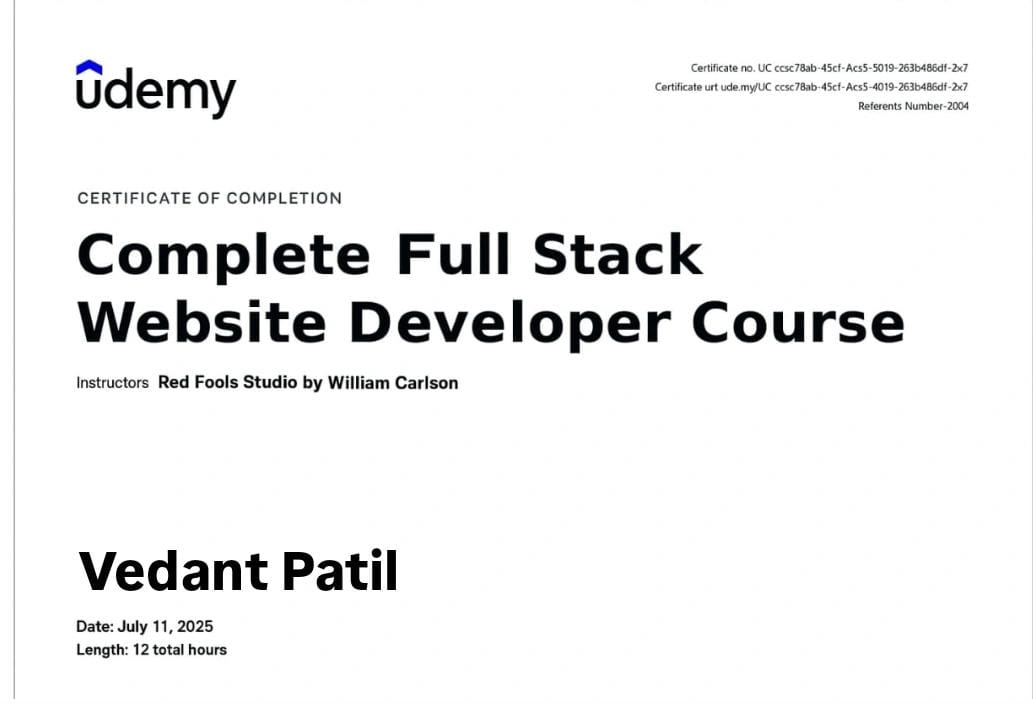 udemy
Certificate no. UC ccsc78ab-45cf-Acs5-5019-263b486df-2x7
Certificate urt ude.my/UC ccsc78ab-45cf-Acs5-4019-263b486df-2x7
Referents Number-2004
CERTIFICATE OF COMPLETION
Complete Full Stack
Website Developer Course
Instructors Red Fools Studio by William Carlson
Vedant Patil
Date: July 11, 2025
Length: 12 total hours